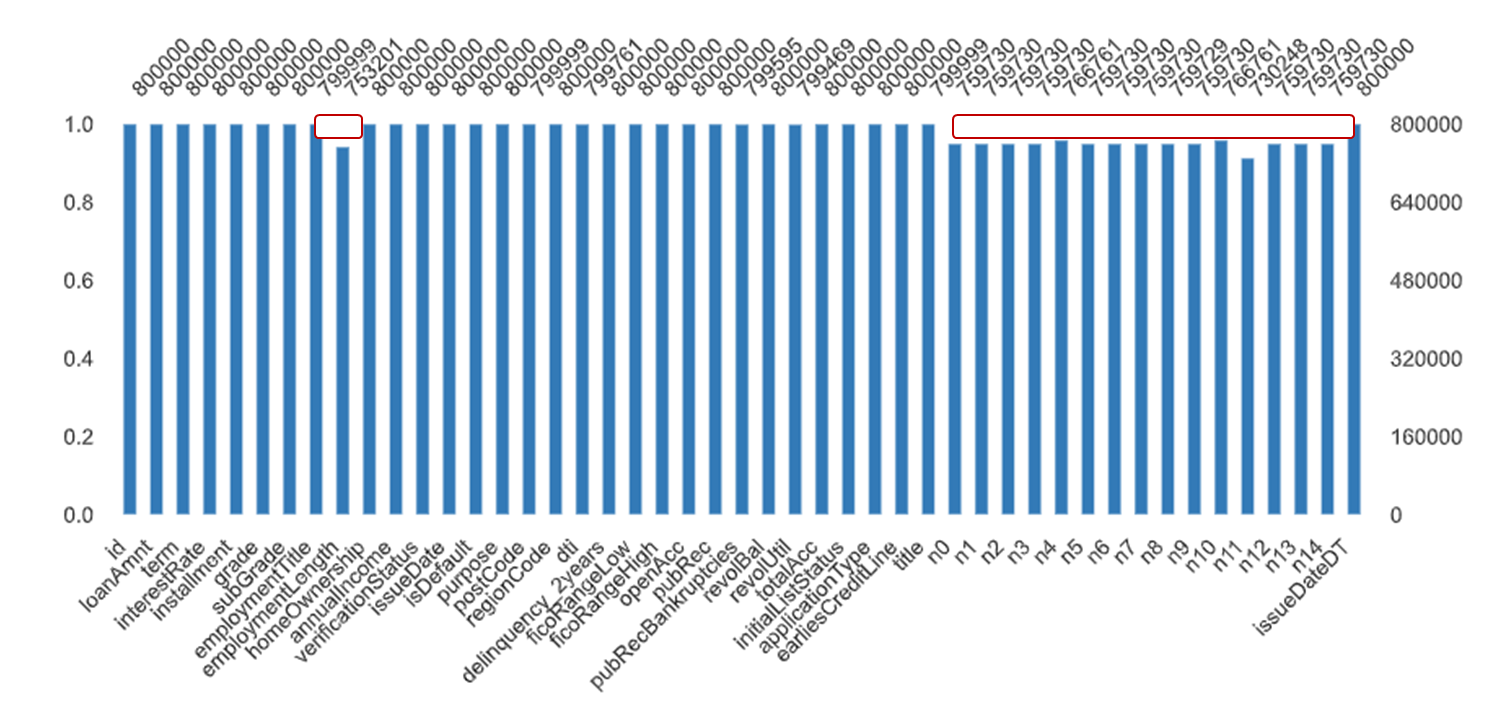 800000
800000
800000
800000
800000
800000
800000
799999
753201
800000
800000
800000
800000
800000
800000
799999
800000
799761
800000
800000
800000
800000
800000
799595
800000
799469
800000
800000
800000
800000
799999
759730
759730
759730
759730
766761
759730
759730
759730
759729
759730
766761
730248
759730
759730
759730
800000
1.0
0.8
0.6
0.4
0.2
0.0
800000
640000
480000
320000
160000
0
id
loanAmnt
term
interestRate
installment
grade
subGrade
employmentTitle
employmentLength
homeOwnership
annualIncome
verificationStatus
issueDate
isDefault
purpose
postCode
regionCode
dti
delinquency_2years
ficoRangeLow
ficoRangeHigh
openAcc
pubRec
pubRecBankruptcies
revolBal
revolUtil
totalAcc
initialListStatus
applicationType
earliesCreditLine
title
n0
n1
n2
n3
n4
n5
n6
n7
n8
n9
n10
n11
n12
n13
n14
issueDateDT